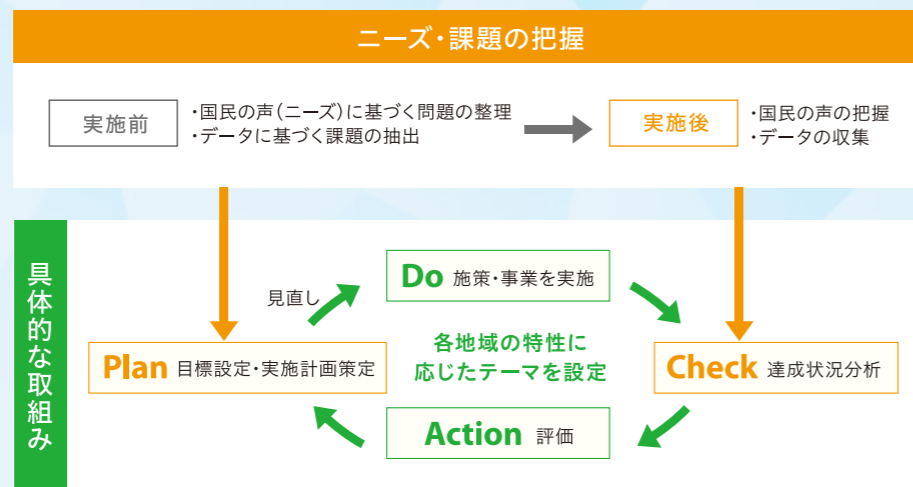 ニーズ・課題の把握
実施前
・国民の声(ニーズ)に基づく問題の整理
・データに基づく課題の抽出
実施後
・国民の声の把握
・データの収集
具体的な取組み
見直し
Do 施策・事業を実施
Plan 目標設定・実施計画策定
各地域の特性に
応じたテーマを設定
Check 達成状況分析
Action 評価